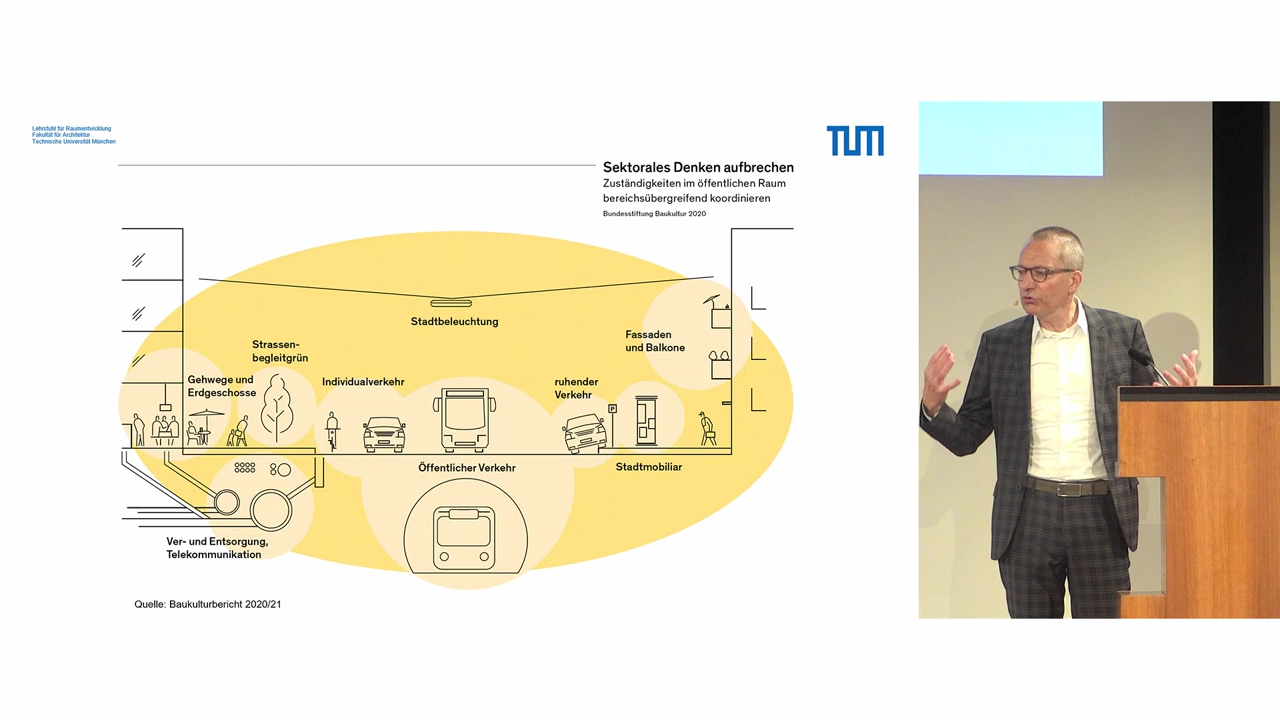 Lehrstuhl für Raumentwicklung
Fakultät für Architektur
Technische Universität München
TUM
Sektorales Denken aufbrechen
Zuständigkeiten im öffentlichen Raum
bereichsübergreifend koordinieren
Bundesstiftung Baukultur 2020
Stadtbeleuchtung
Fassaden
und Balkone
Strassen-
begleitgrün
Gehwege und
Erdgeschosse
Individualverkehr
ruhender
Verkehr
P
Öffentlicher Verkehr
Stadtmobiliar
Ver- und Entsorgung,
Telekommunikation
Quelle: Baukulturbericht 2020/21